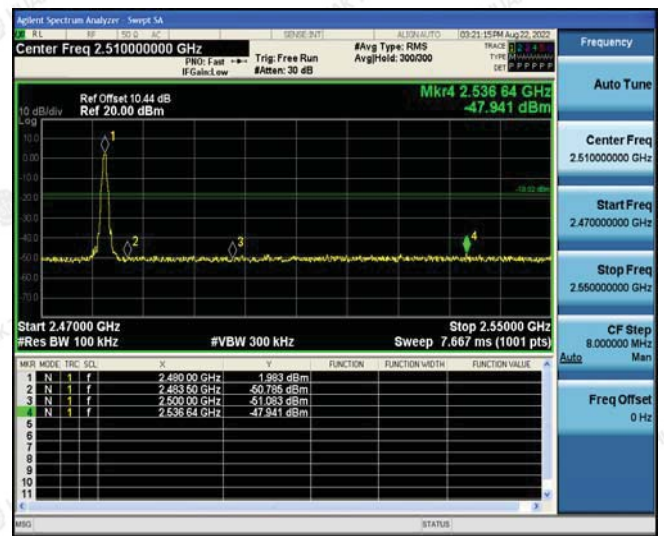 Agilent Spectrum Analyzer - Swept SA
RL RF 50 Ω AC SENSE:INT ALIGNAUTO 03:21:15 PM Aug 22, 2022
Center Freq 2.510000000 GHz
PNO: Fast Trig: Free Run #Avg Type: RMS TRACE 1 2 3 4 5 6
IFGain:Low #Atten: 30 dB Avg|Hold: 300/300 TYPE
DET P P P P P P
Ref Offset 10.44 dB
10 dB/div Ref 20.00 dBm
Mkr4 2.536 64 GHz
-47.941 dBm
Log
10.0
0.00
-10.0
-20.0
-30.0
-40.0
-50.0
-60.0
-70.0
1
2
3
4
Start 2.47000 GHz Stop 2.55000 GHz
#Res BW 100 kHz #VBW 300 kHz Sweep 7.667 ms (1001 pts)
MKR MODE TRC SCL X Y FUNCTION FUNCTION WIDTH FUNCTION VALUE
1 N 1 f 2.480 00 GHz 1.983 dBm
2 N 1 f 2.483 50 GHz -50.785 dBm
3 N 1 f 2.500 00 GHz -51.083 dBm
4 N 1 f 2.536 64 GHz -47.941 dBm
5
6
7
8
9
10
11
MSG STATUS
Frequency
Auto Tune
Center Freq
2.510000000 GHz
Start Freq
2.470000000 GHz
Stop Freq
2.550000000 GHz
CF Step
8.000000 MHz
Auto Man
Freq Offset
0 Hz